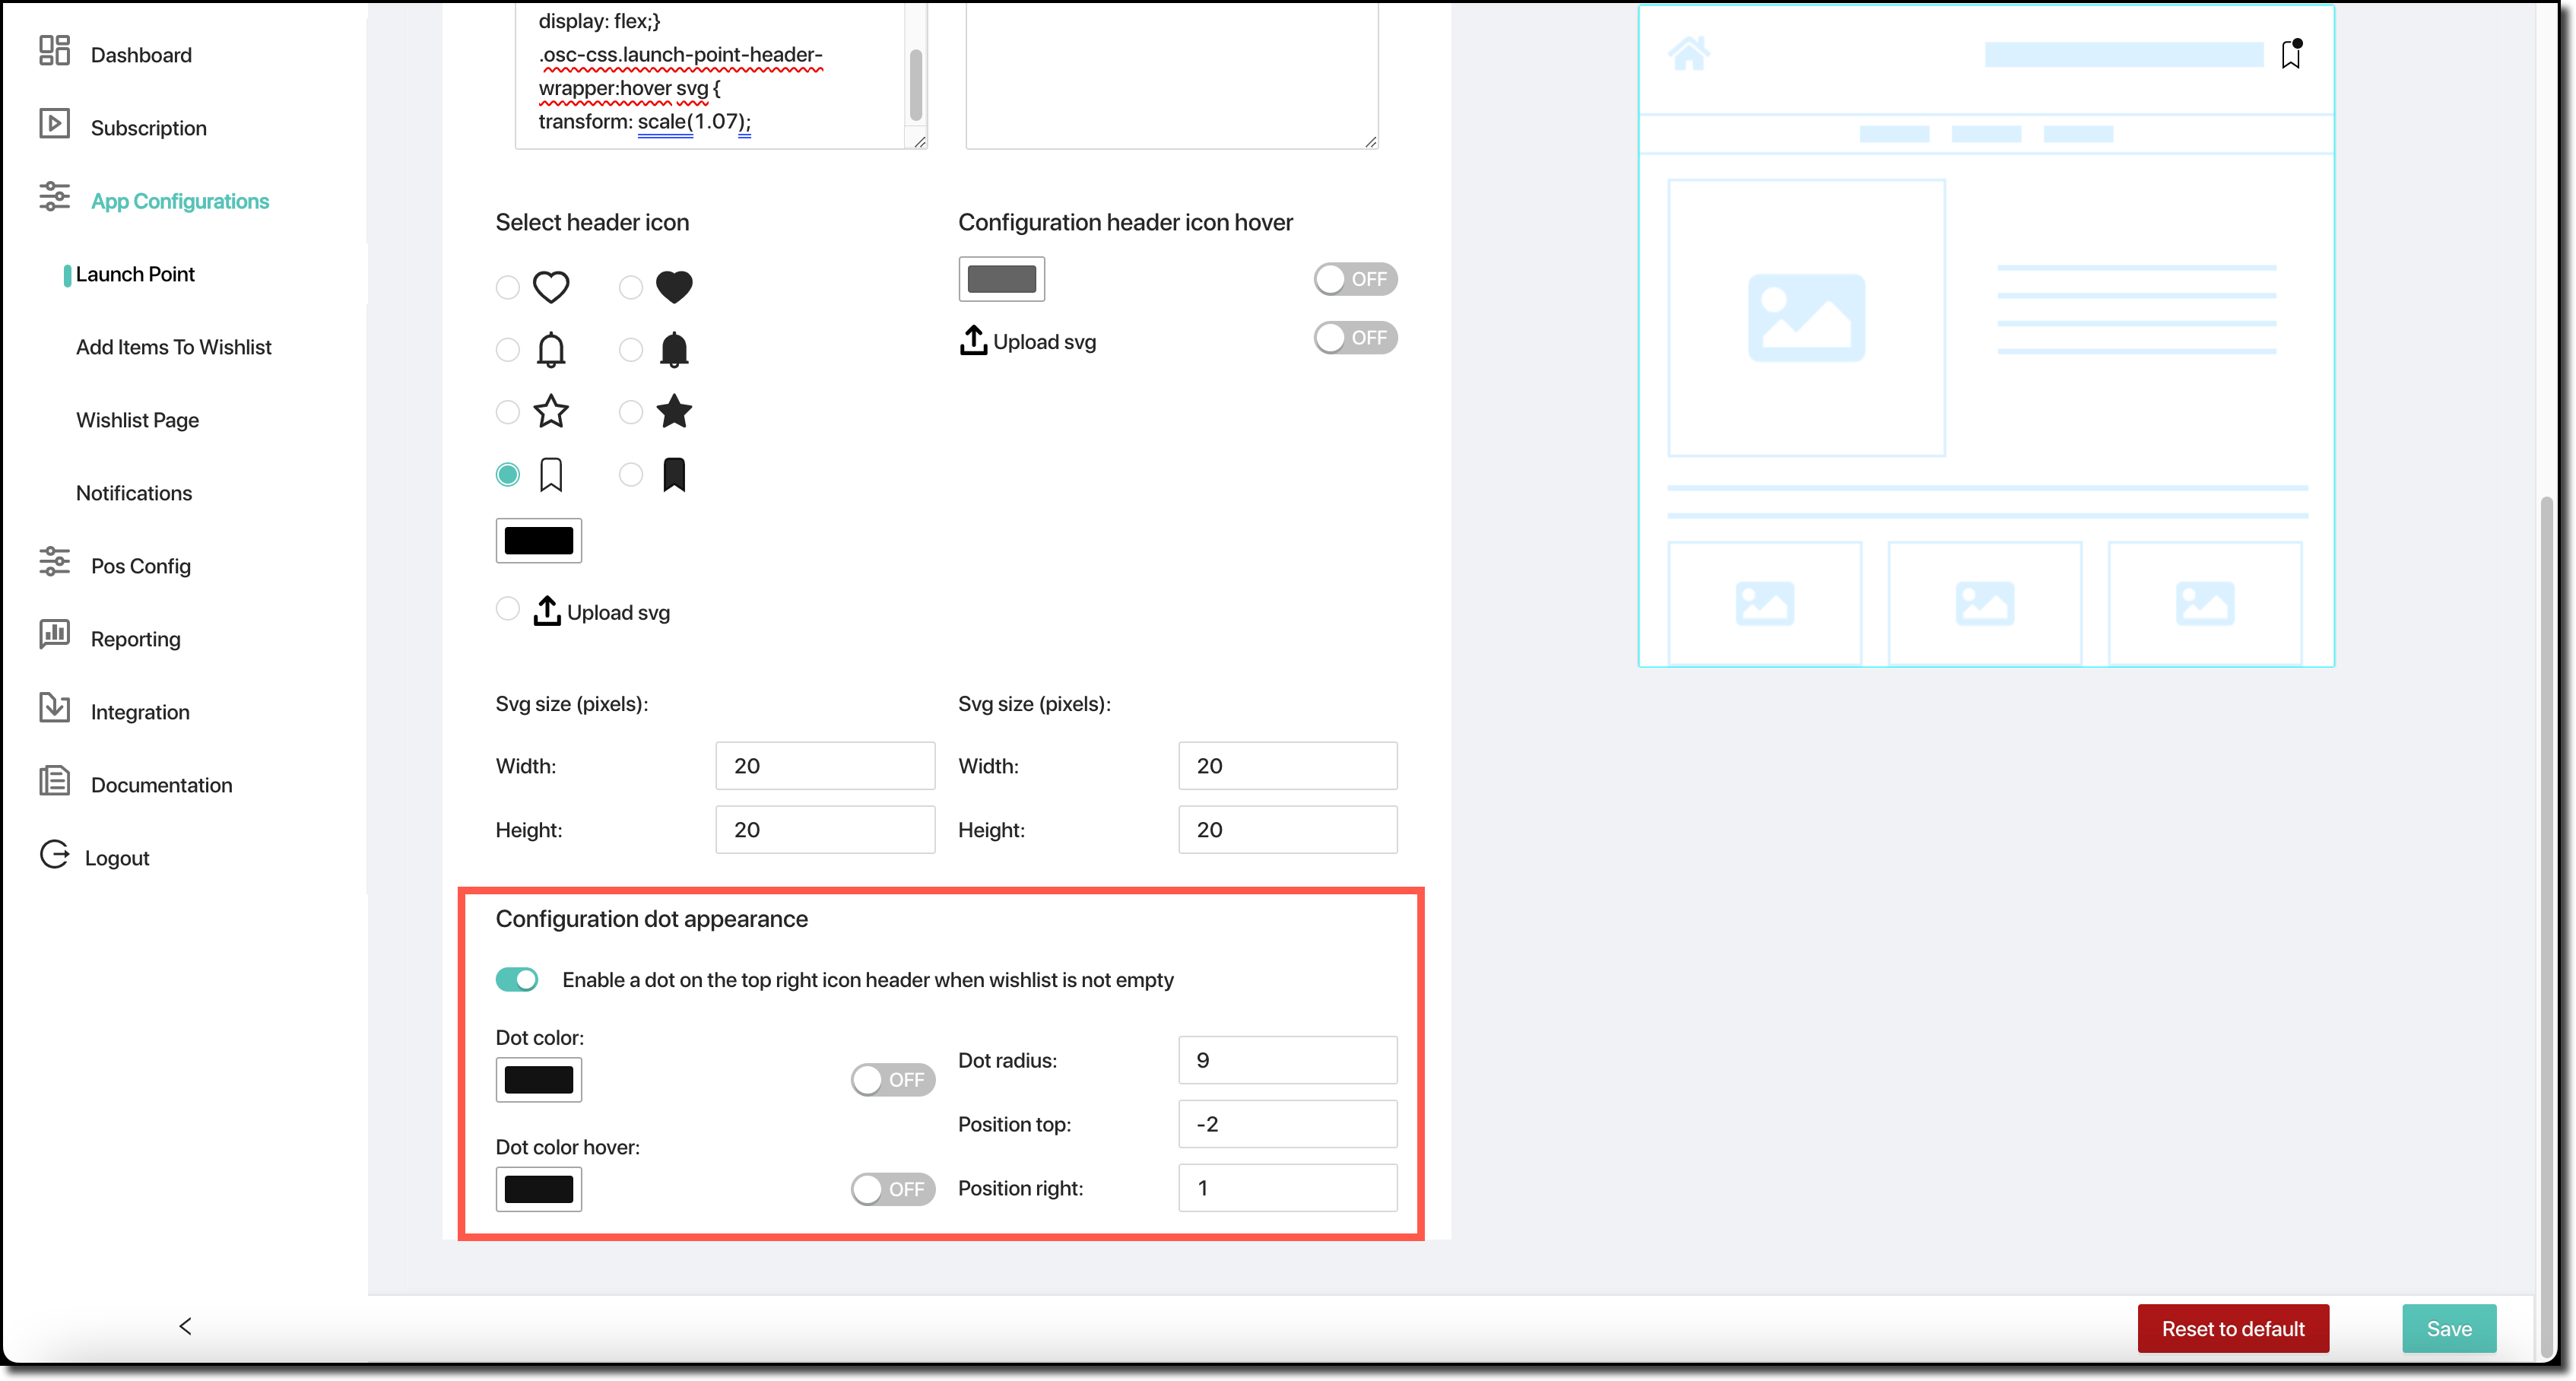 Dashboard
Subscription
App Configurations
Launch Point
Add Items To Wishlist
Wishlist Page
Notifications
Pos Config
Reporting
Integration
Documentation
Logout
display: flex;}
.osc-css.launch-point-header-
wrapper:hover svg {
transform: scale(1.07);
Select header icon
Upload svg
Configuration header icon hover
OFF
Upload svg
OFF
Svg size (pixels):
Width: 20
Height: 20
Svg size (pixels):
Width: 20
Height: 20
Configuration dot appearance
Enable a dot on the top right icon header when wishlist is not empty
Dot color:
OFF
Dot color hover:
OFF
Dot radius: 9
Position top: -2
Position right: 1
Reset to default
Save